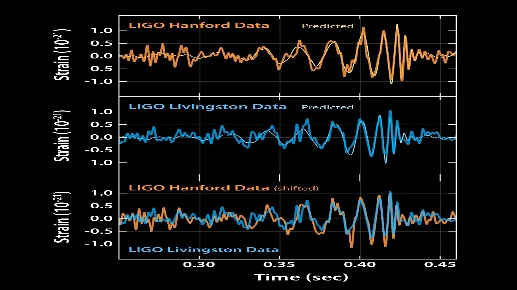 LIGO Hanford Data Predicted
1.0
0.5
0.0
-0.5
-1.0
Strain (10⁻²¹)
LIGO Livingston Data Predicted
1.0
0.5
0.0
0.5
1.0
Strain (10⁻²¹)
LIGO Hanford Data (shifted)
1.0
0.5
0.0
-0.5
-1.0
Strain (10⁻²¹)
LIGO Livingston Data
0.30 0.35 0.40 0.45
Time (sec)